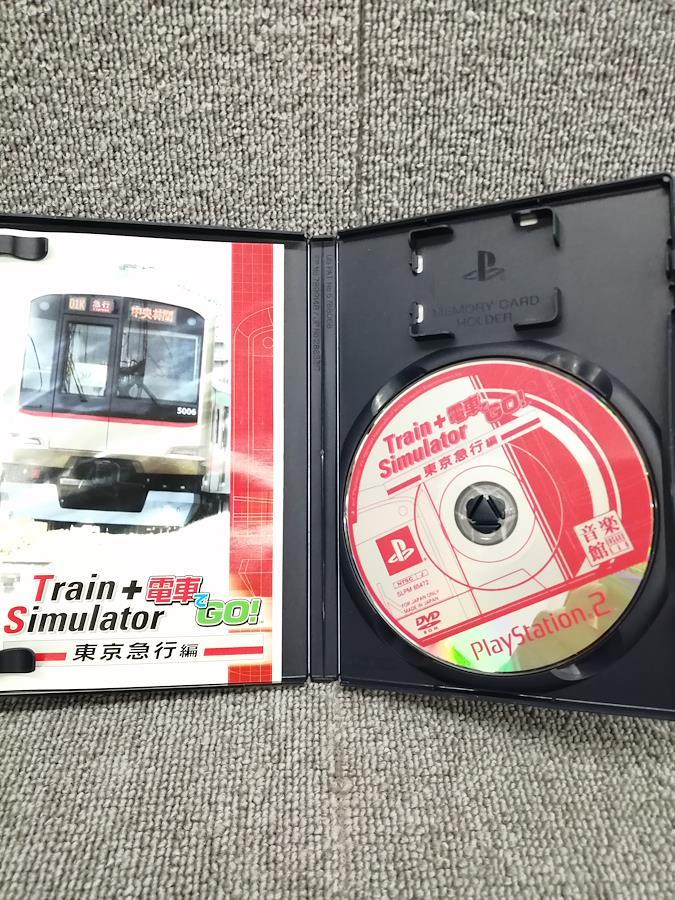 01K 急行 中央林間
5006
Train + 電車でGO!
Simulator
東京急行編
MEMORY CARD
HOLDER
Train + 電車でGO!
Simulator
東京急行編
音楽館
NTSC J
SLPM 65472
FOR JAPAN ONLY
MADE IN JAPAN
DVD
ROM
PlayStation 2